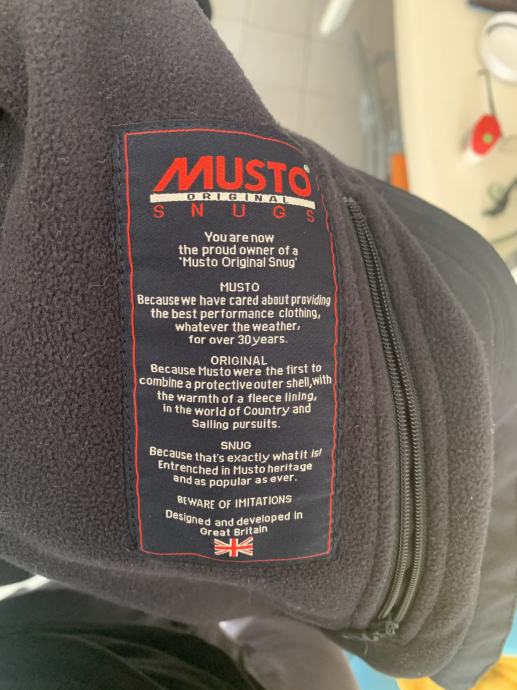 MUSTO®
ORIGINAL
SNUGS
You are now
the proud owner of a
'Musto Original Snug'
MUSTO
Because we have cared about providing
the best performance clothing,
whatever the weather,
for over 30 years.
ORIGINAL
Because Musto were the first to
combine a protective outer shell, with
the warmth of a fleece lining,
in the world of Country and
Sailing pursuits.
SNUG
Because that's exactly what it is!
Entrenched in Musto heritage
and as popular as ever.
BEWARE OF IMITATIONS
Designed and developed in
Great Britain